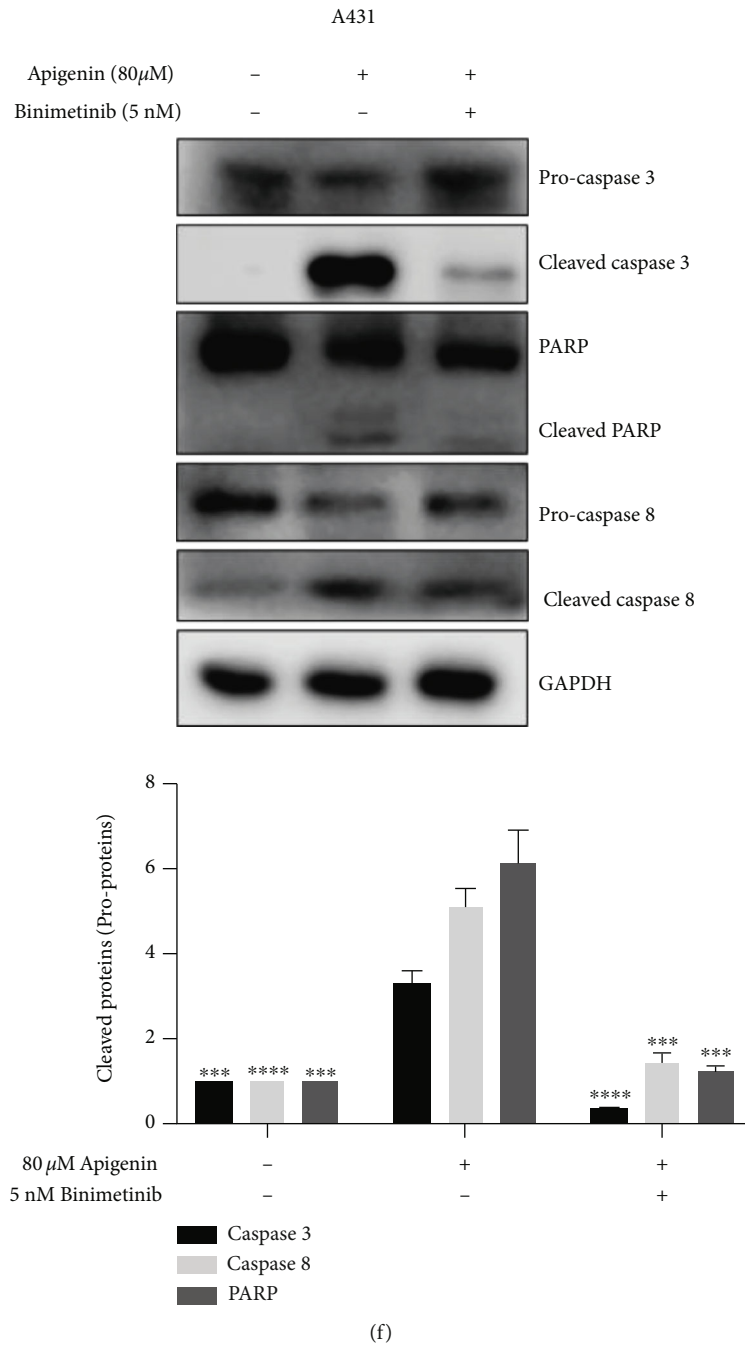 A431
Apigenin (80μM) – + +
Binimetinib (5 nM) – – +
Pro-caspase 3
Cleaved caspase 3
PARP
Cleaved PARP
Pro-caspase 8
Cleaved caspase 8
GAPDH
Cleaved proteins (Pro-proteins)
8
6
4
2
0
*** **** ***
**** *** ***
80 μM Apigenin – + +
5 nM Binimetinib – – +
Caspase 3
Caspase 8
PARP
(f)